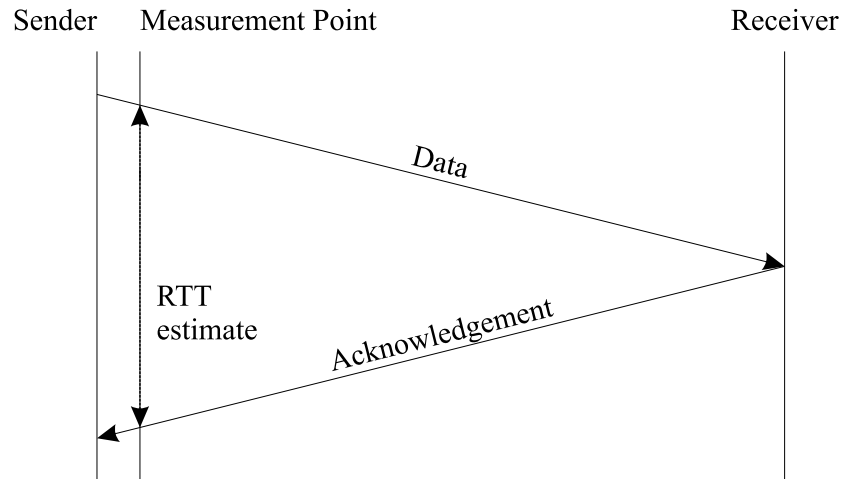 Sender
Measurement Point
Receiver
Data
RTT
estimate
Acknowledgement